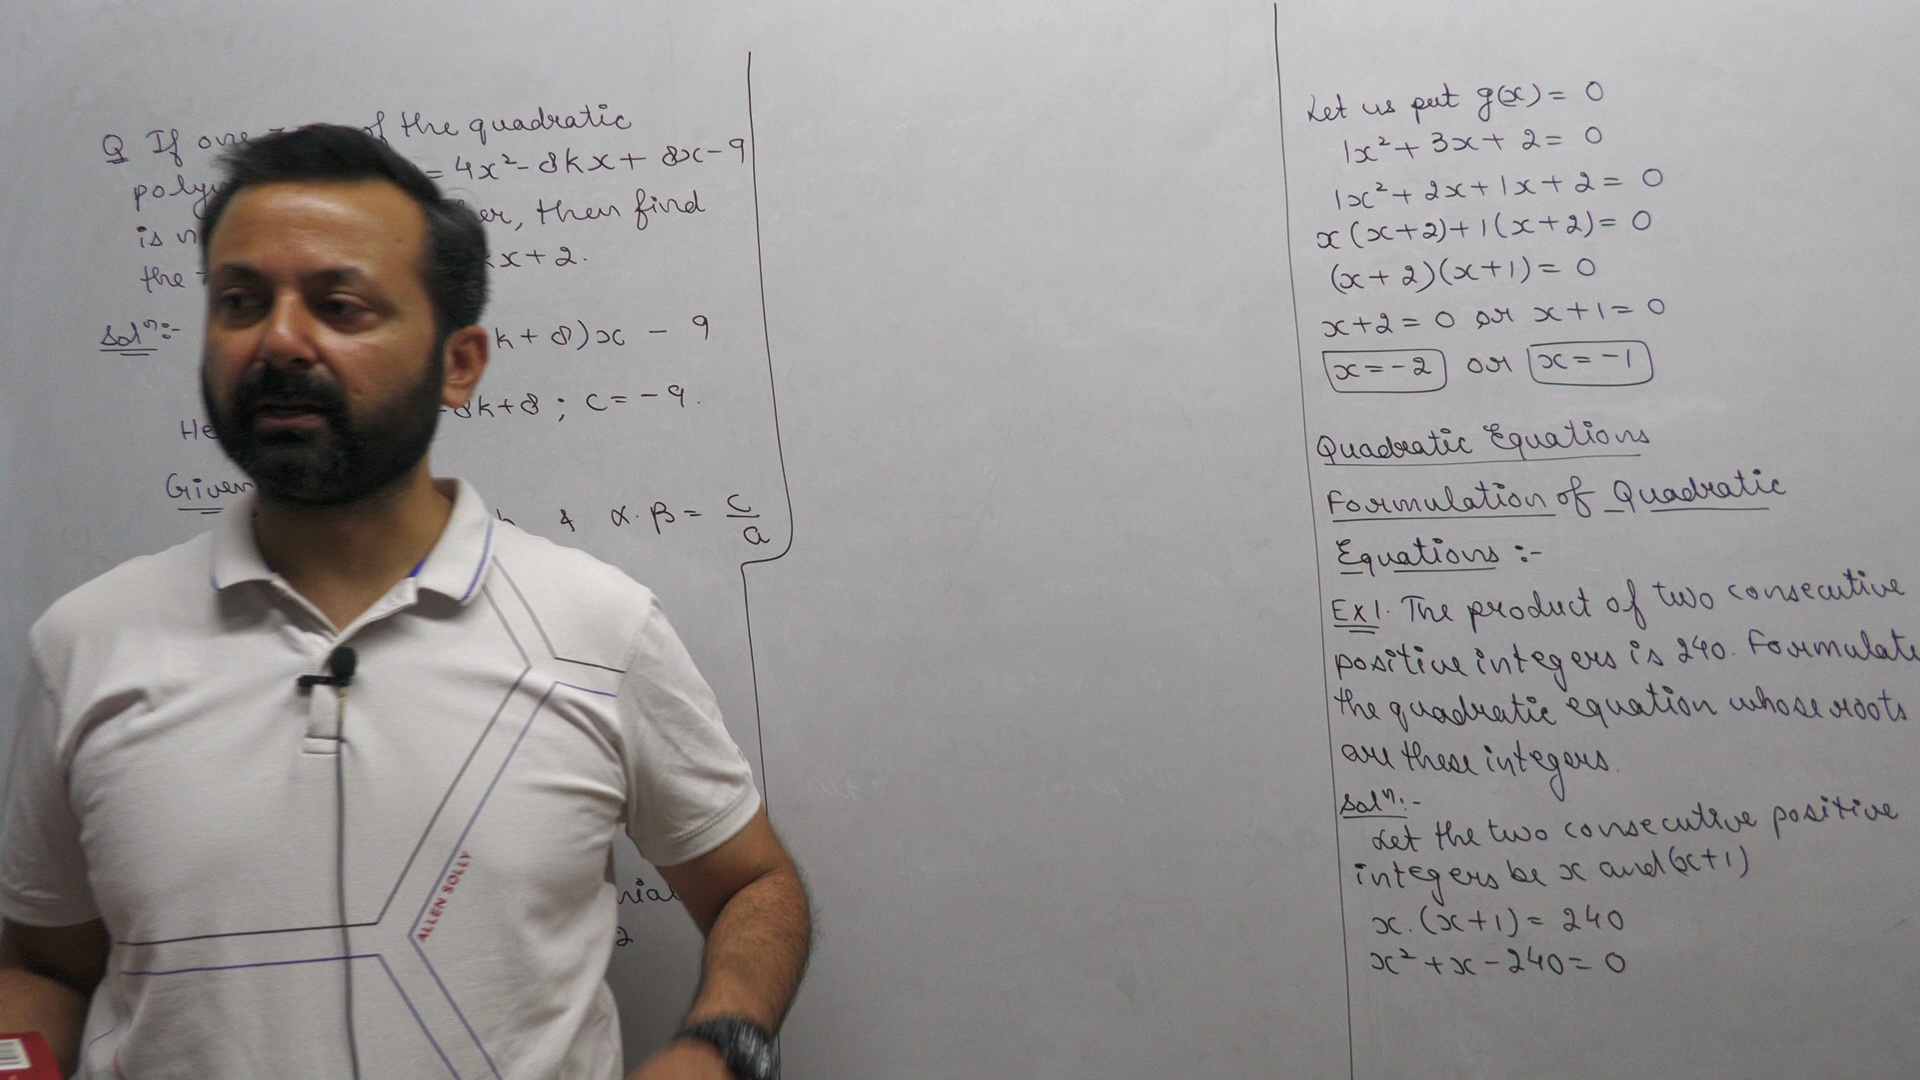 Q If one of the quadratic
= 4x² - 8kx + 8x - 9
is then find
the kx + 2.
Solⁿ:- k + 8)x - 9
-8k+8 ; c = -9.
Given
& α.β = c/a
2
Let us put g(x) = 0
1x² + 3x + 2 = 0
1x² + 2x + 1x + 2 = 0
x(x+2)+1(x+2) = 0
(x+2)(x+1) = 0
x+2 = 0 or x+1 = 0
x = -2 or x = -1
Quadratic Equations
Formulation of Quadratic
Equations :-
Ex1. The product of two consecutive
positive integers is 240. Formulate
the quadratic equation whose roots
are these integers.
Solⁿ:-
Let the two consecutive positive
integers be x and (x+1)
x.(x+1) = 240
x² + x - 240 = 0
ALLEN SOLLY